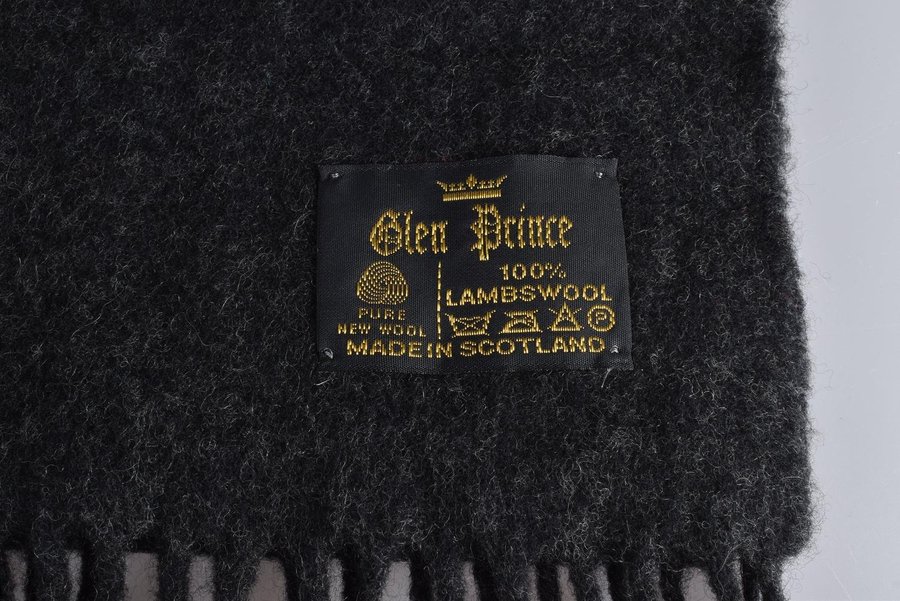 Glen Prince
PURE
NEW WOOL
100%
LAMBSWOOL
P
MADE IN SCOTLAND